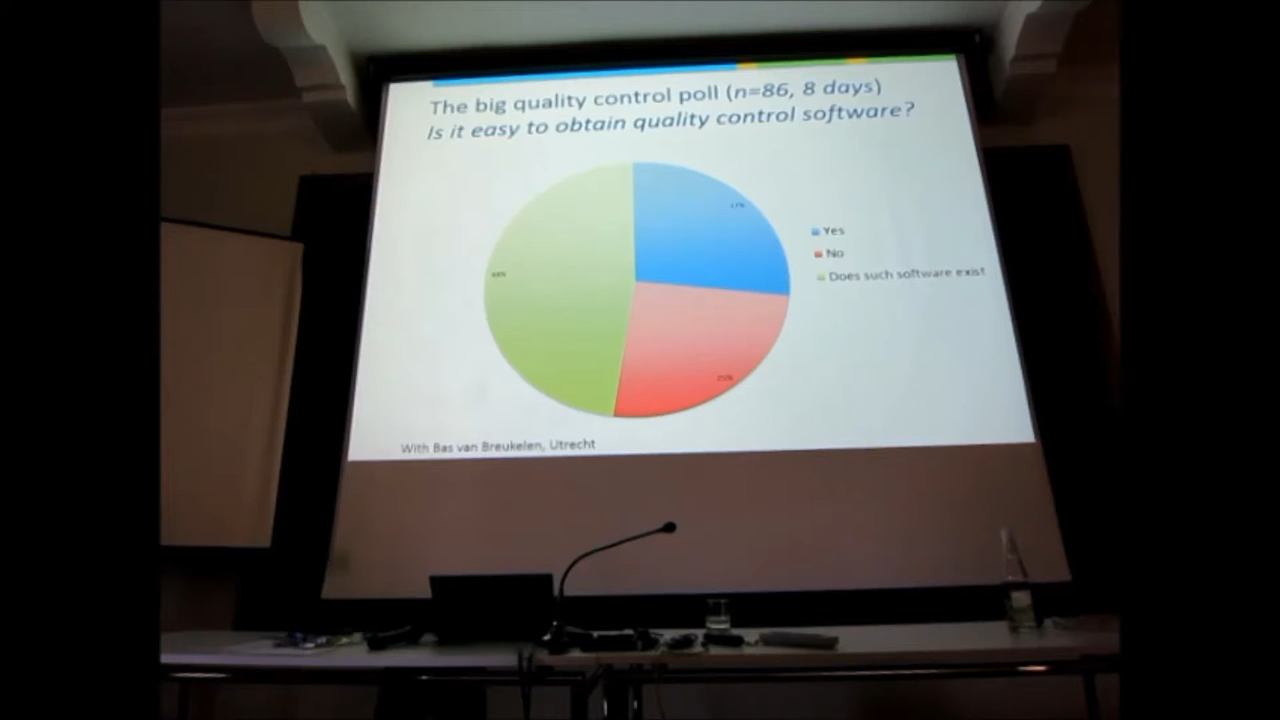 The big quality control poll (n=86, 8 days)
Is it easy to obtain quality control software?
Yes
No
Does such software exist
With Bas van Breukelen, Utrecht